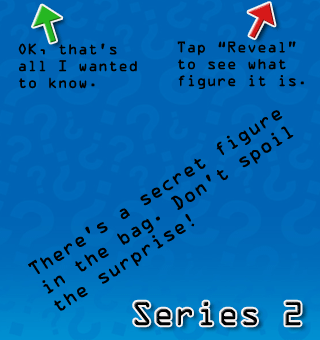 OK, that's
all I wanted
to know.
Tap “Reveal”
to see what
figure it is.
There's a secret figure
in the bag. Don't spoil
the surprise!
Series 2